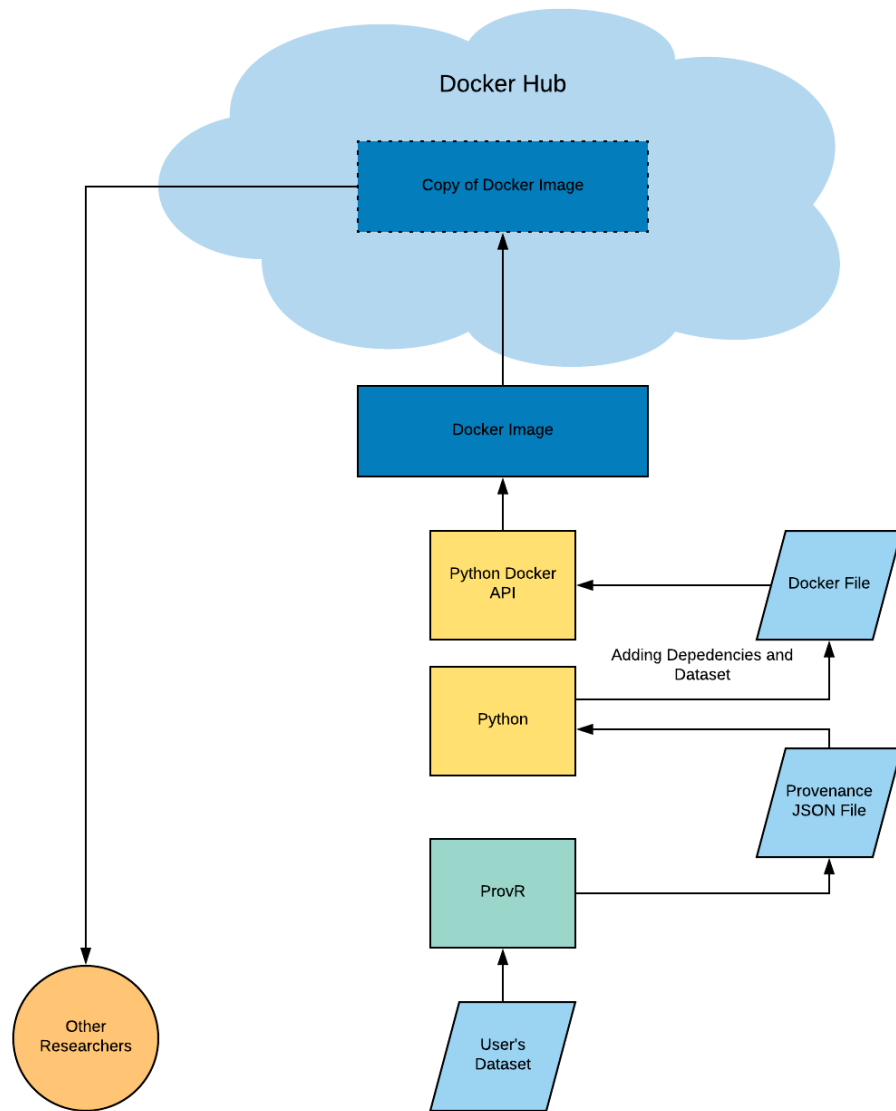 Docker Hub
Copy of Docker Image
Docker Image
Python Docker
API
Docker File
Adding Depedencies and
Dataset
Python
Provenance
JSON File
ProvR
Other
Researchers
User's
Dataset